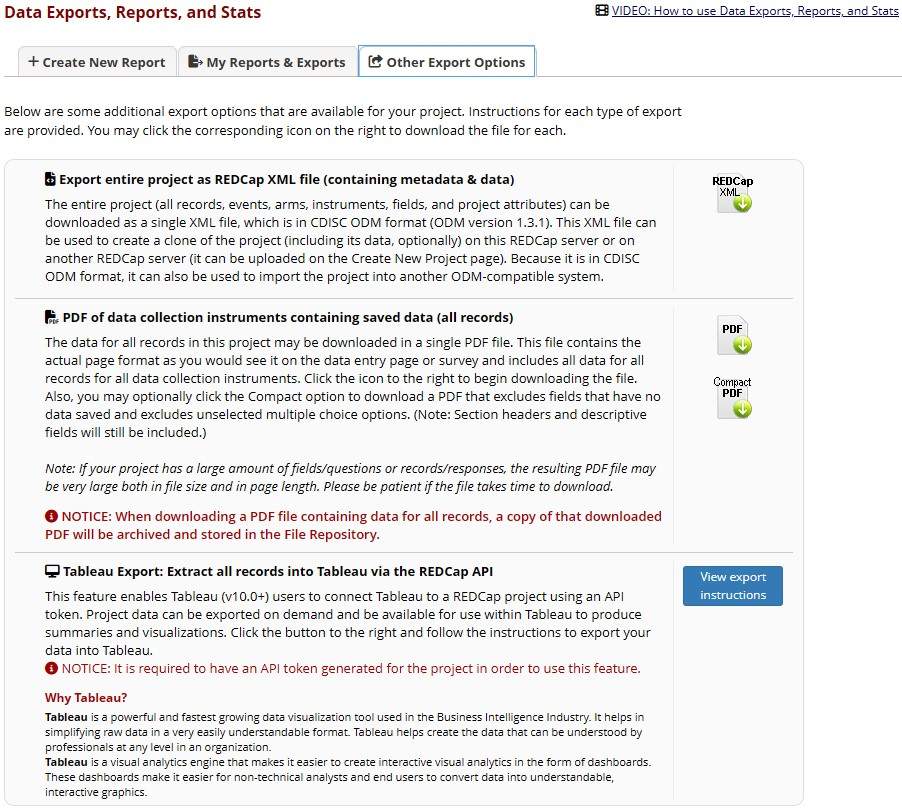 Data Exports, Reports, and Stats
VIDEO: How to use Data Exports, Reports, and Stats
+ Create New Report
My Reports & Exports
Other Export Options
Below are some additional export options that are available for your project. Instructions for each type of export
are provided. You may click the corresponding icon on the right to download the file for each.
Export entire project as REDCap XML file (containing metadata & data)
The entire project (all records, events, arms, instruments, fields, and project attributes) can be
downloaded as a single XML file, which is in CDISC ODM format (ODM version 1.3.1). This XML file can
be used to create a clone of the project (including its data, optionally) on this REDCap server or on
another REDCap server (it can be uploaded on the Create New Project page). Because it is in CDISC
ODM format, it can also be used to import the project into another ODM-compatible system.
REDCap
XML
PDF of data collection instruments containing saved data (all records)
The data for all records in this project may be downloaded in a single PDF file. This file contains the
actual page format as you would see it on the data entry page or survey and includes all data for all
records for all data collection instruments. Click the icon to the right to begin downloading the file.
Also, you may optionally click the Compact option to download a PDF that excludes fields that have no
data saved and excludes unselected multiple choice options. (Note: Section headers and descriptive
fields will still be included.)
Note: If your project has a large amount of fields/questions or records/responses, the resulting PDF file may
be very large both in file size and in page length. Please be patient if the file takes time to download.
NOTICE: When downloading a PDF file containing data for all records, a copy of that downloaded
PDF will be archived and stored in the File Repository.
PDF
Compact
PDF
Tableau Export: Extract all records into Tableau via the REDCap API
This feature enables Tableau (v10.0+) users to connect Tableau to a REDCap project using an API
token. Project data can be exported on demand and be available for use within Tableau to produce
summaries and visualizations. Click the button to the right and follow the instructions to export your
data into Tableau.
NOTICE: It is required to have an API token generated for the project in order to use this feature.
View export
instructions
Why Tableau?
Tableau is a powerful and fastest growing data visualization tool used in the Business Intelligence Industry. It helps in
simplifying raw data in a very easily understandable format. Tableau helps create the data that can be understood by
professionals at any level in an organization.
Tableau is a visual analytics engine that makes it easier to create interactive visual analytics in the form of dashboards.
These dashboards make it easier for non-technical analysts and end users to convert data into understandable,
interactive graphics.